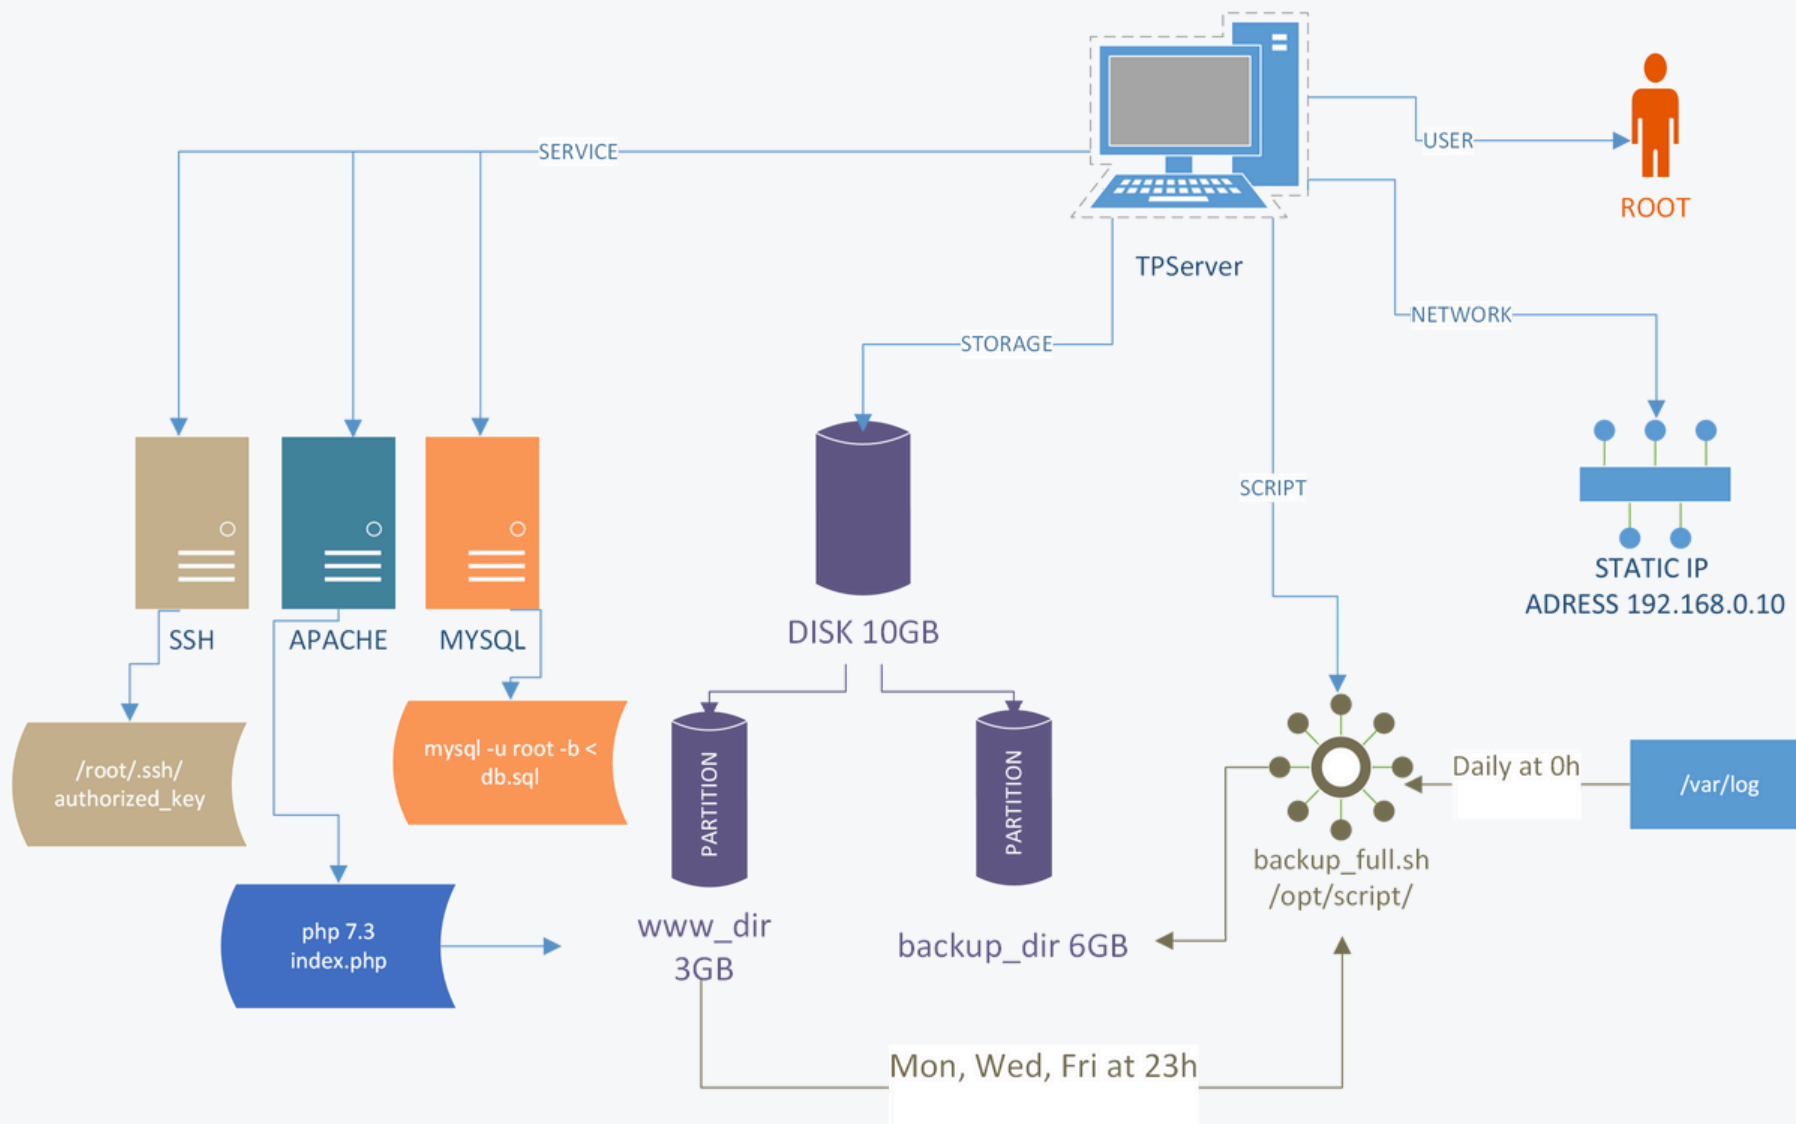 SERVICE
USER
ROOT
TPServer
NETWORK
STORAGE
SCRIPT
STATIC IP
ADRESS 192.168.0.10
SSH
APACHE
MYSQL
DISK 10GB
/root/.ssh/
authorized_key
mysql -u root -b <
db.sql
PARTITION
PARTITION
Daily at 0h
/var/log
backup_full.sh
/opt/script/
php 7.3
index.php
www_dir
3GB
backup_dir 6GB
Mon, Wed, Fri at 23h